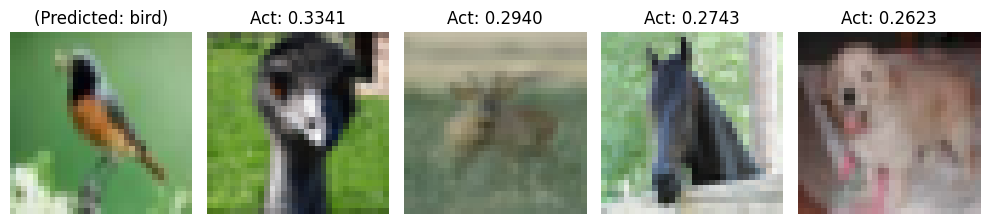 (Predicted: bird)
Act: 0.3341
Act: 0.2940
Act: 0.2743
Act: 0.2623